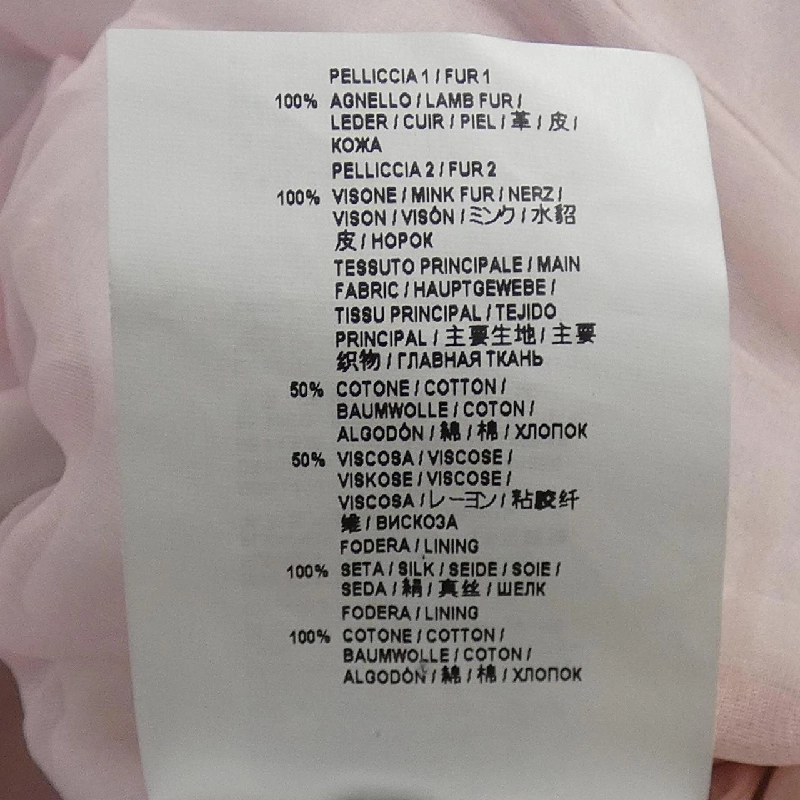 PELLICCIA 1 / FUR 1
100% AGNELLO / LAMB FUR /
LEDER / CUIR / PIEL / 革 / 皮 /
КОЖА
PELLICCIA 2 / FUR 2
100% VISONE / MINK FUR / NERZ /
VISON / VISÓN / ミンク / 水貂
皮 / НОРОК
TESSUTO PRINCIPALE / MAIN
FABRIC / HAUPTGEWEBE /
TISSU PRINCIPAL / TEJIDO
PRINCIPAL / 主要生地 / 主要
织物 / ГЛАВНАЯ ТКАНЬ
50% COTONE / COTTON /
BAUMWOLLE / COTON /
ALGODÓN / 綿 / 棉 / ХЛОПОК
50% VISCOSA / VISCOSE /
VISKOSE / VISCOSE /
VISCOSA / レーヨン / 粘胶纤
维 / ВИСКОЗА
FODERA / LINING
100% SETA / SILK / SEIDE / SOIE /
SEDA / 絹 / 真丝 / ШЕЛК
FODERA / LINING
100% COTONE / COTTON /
BAUMWOLLE / COTON /
ALGODÓN / 綿 / 棉 / ХЛОПОК